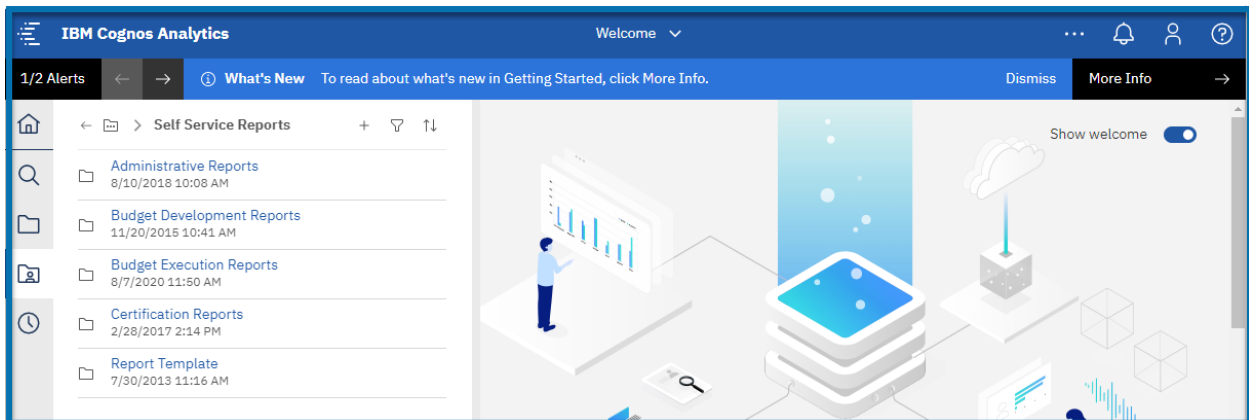 IBM Cognos Analytics
Welcome
1/2 Alerts
What's New To read about what's new in Getting Started, click More Info.
Dismiss
More Info
Self Service Reports
Show welcome
Administrative Reports
8/10/2018 10:08 AM
Budget Development Reports
11/20/2015 10:41 AM
Budget Execution Reports
8/7/2020 11:50 AM
Certification Reports
2/28/2017 2:14 PM
Report Template
7/30/2013 11:16 AM